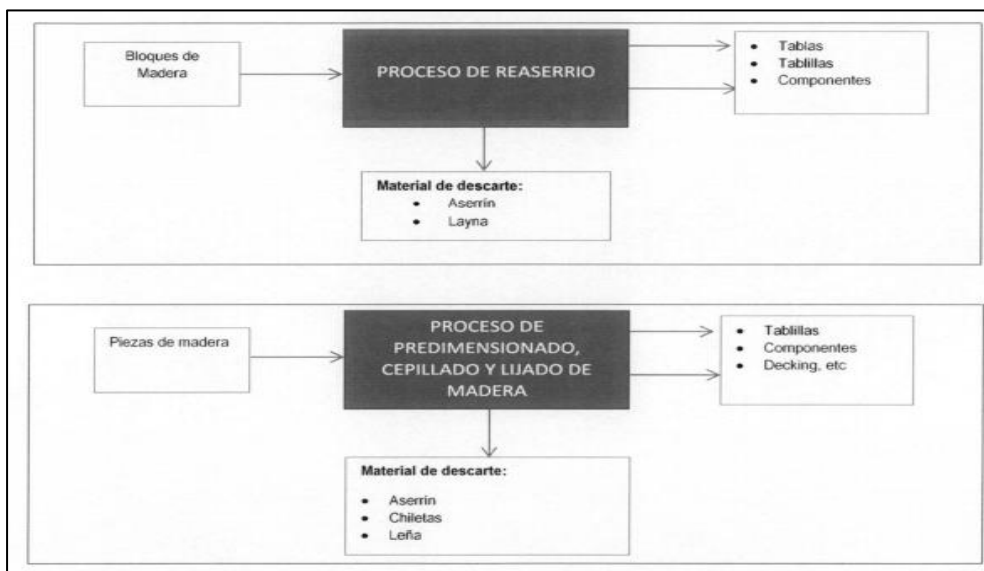 Bloques de
Madera
PROCESO DE REASERRIO
• Tablas
• Tablillas
• Componentes
Material de descarte:
• Aserrín
• Layna
Piezas de madera
PROCESO DE
PREDIMENSIONADO,
CEPILLADO Y LIJADO DE
MADERA
• Tablillas
• Componentes
• Decking, etc
Material de descarte:
• Aserrín
• Chiletas
• Leña